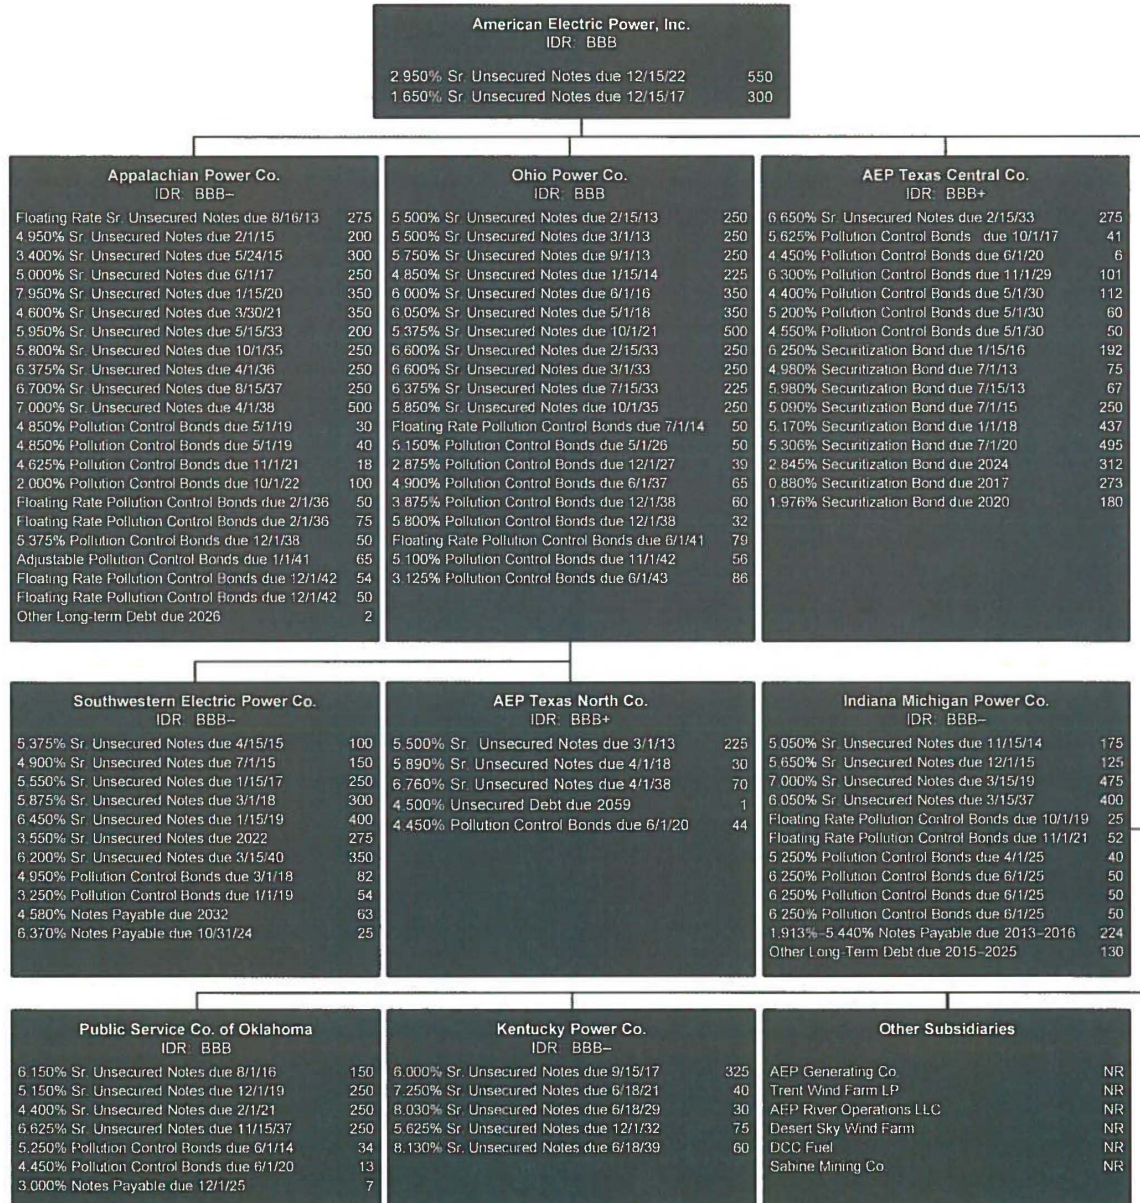 American Electric Power, Inc.
IDR: BBB
2.950% Sr. Unsecured Notes due 12/15/22 550
1.650% Sr. Unsecured Notes due 12/15/17 300
Appalachian Power Co.
IDR: BBB–
Floating Rate Sr. Unsecured Notes due 8/16/13 275
4.950% Sr. Unsecured Notes due 2/1/15 200
3.400% Sr. Unsecured Notes due 5/24/15 300
5.000% Sr. Unsecured Notes due 6/1/17 250
7.950% Sr. Unsecured Notes due 1/15/20 350
4.600% Sr. Unsecured Notes due 3/30/21 350
5.950% Sr. Unsecured Notes due 5/15/33 200
5.800% Sr. Unsecured Notes due 10/1/35 250
6.375% Sr. Unsecured Notes due 4/1/36 250
6.700% Sr. Unsecured Notes due 8/15/37 250
7.000% Sr. Unsecured Notes due 4/1/38 500
4.850% Pollution Control Bonds due 5/1/19 30
4.850% Pollution Control Bonds due 5/1/19 40
4.625% Pollution Control Bonds due 11/1/21 18
2.000% Pollution Control Bonds due 10/1/22 100
Floating Rate Pollution Control Bonds due 2/1/36 50
Floating Rate Pollution Control Bonds due 2/1/36 75
5.375% Pollution Control Bonds due 12/1/38 50
Adjustable Pollution Control Bonds due 1/1/41 65
Floating Rate Pollution Control Bonds due 12/1/42 54
Floating Rate Pollution Control Bonds due 12/1/42 50
Other Long-term Debt due 2026 2
Ohio Power Co.
IDR: BBB
5.500% Sr. Unsecured Notes due 2/15/13 250
5.500% Sr. Unsecured Notes due 3/1/13 250
5.750% Sr. Unsecured Notes due 9/1/13 250
4.850% Sr. Unsecured Notes due 1/15/14 225
6.000% Sr. Unsecured Notes due 6/1/16 350
6.050% Sr. Unsecured Notes due 5/1/18 350
5.375% Sr. Unsecured Notes due 10/1/21 500
6.600% Sr. Unsecured Notes due 2/15/33 250
6.600% Sr. Unsecured Notes due 3/1/33 250
6.375% Sr. Unsecured Notes due 7/15/33 225
5.850% Sr. Unsecured Notes due 10/1/35 250
Floating Rate Pollution Control Bonds due 7/1/14 50
5.150% Pollution Control Bonds due 5/1/26 50
2.875% Pollution Control Bonds due 12/1/27 39
4.900% Pollution Control Bonds due 6/1/37 65
3.875% Pollution Control Bonds due 12/1/38 60
5.800% Pollution Control Bonds due 12/1/38 32
Floating Rate Pollution Control Bonds due 6/1/41 79
5.100% Pollution Control Bonds due 11/1/42 56
3.125% Pollution Control Bonds due 6/1/43 86
AEP Texas Central Co.
IDR: BBB+
6.650% Sr. Unsecured Notes due 2/15/33 275
5.625% Pollution Control Bonds due 10/1/17 41
4.450% Pollution Control Bonds due 6/1/20 6
6.300% Pollution Control Bonds due 11/1/29 101
4.400% Pollution Control Bonds due 5/1/30 112
5.200% Pollution Control Bonds due 5/1/30 60
4.550% Pollution Control Bonds due 5/1/30 50
6.250% Securitization Bond due 1/15/16 192
4.980% Securitization Bond due 7/1/13 75
5.980% Securitization Bond due 7/15/13 67
5.090% Securitization Bond due 7/1/15 250
5.170% Securitization Bond due 1/1/18 437
5.306% Securitization Bond due 7/1/20 495
2.845% Securitization Bond due 2024 312
0.880% Securitization Bond due 2017 273
1.976% Securitization Bond due 2020 180
Southwestern Electric Power Co.
IDR: BBB–
5.375% Sr. Unsecured Notes due 4/15/15 100
4.900% Sr. Unsecured Notes due 7/1/15 150
5.550% Sr. Unsecured Notes due 1/15/17 250
5.875% Sr. Unsecured Notes due 3/1/18 300
6.450% Sr. Unsecured Notes due 1/15/19 400
3.550% Sr. Unsecured Notes due 2022 275
6.200% Sr. Unsecured Notes due 3/15/40 350
4.950% Pollution Control Bonds due 3/1/18 82
3.250% Pollution Control Bonds due 1/1/19 54
4.580% Notes Payable due 2032 63
6.370% Notes Payable due 10/31/24 25
AEP Texas North Co.
IDR: BBB+
5.500% Sr. Unsecured Notes due 3/1/13 225
5.890% Sr. Unsecured Notes due 4/1/18 30
6.760% Sr. Unsecured Notes due 4/1/38 70
4.500% Unsecured Debt due 2059 1
4.450% Pollution Control Bonds due 6/1/20 44
Indiana Michigan Power Co.
IDR: BBB–
5.050% Sr. Unsecured Notes due 11/15/14 175
5.650% Sr. Unsecured Notes due 12/1/15 125
7.000% Sr. Unsecured Notes due 3/15/19 475
6.050% Sr. Unsecured Notes due 3/15/37 400
Floating Rate Pollution Control Bonds due 10/1/19 25
Floating Rate Pollution Control Bonds due 11/1/21 52
5.250% Pollution Control Bonds due 4/1/25 40
6.250% Pollution Control Bonds due 6/1/25 50
6.250% Pollution Control Bonds due 6/1/25 50
6.250% Pollution Control Bonds due 6/1/25 50
1.913%–5.440% Notes Payable due 2013–2016 224
Other Long-Term Debt due 2015–2025 130
Public Service Co. of Oklahoma
IDR: BBB
6.150% Sr. Unsecured Notes due 8/1/16 150
5.150% Sr. Unsecured Notes due 12/1/19 250
4.400% Sr. Unsecured Notes due 2/1/21 250
6.625% Sr. Unsecured Notes due 11/15/37 250
5.250% Pollution Control Bonds due 6/1/14 34
4.450% Pollution Control Bonds due 6/1/20 13
3.000% Notes Payable due 12/1/25 7
Kentucky Power Co.
IDR: BBB–
6.000% Sr. Unsecured Notes due 9/15/17 325
7.250% Sr. Unsecured Notes due 6/18/21 40
8.030% Sr. Unsecured Notes due 6/18/29 30
5.625% Sr. Unsecured Notes due 12/1/32 75
8.130% Sr. Unsecured Notes due 6/18/39 60
Other Subsidiaries
AEP Generating Co. NR
Trent Wind Farm LP NR
AEP River Operations LLC NR
Desert Sky Wind Farm NR
DCC Fuel NR
Sabine Mining Co. NR